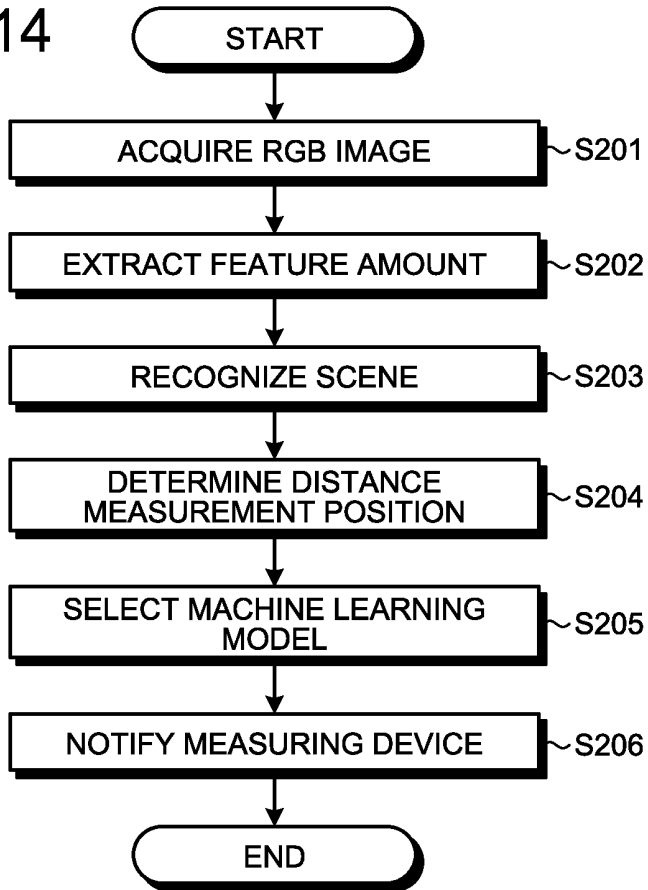 14
START
ACQUIRE RGB IMAGE
S201
EXTRACT FEATURE AMOUNT
S202
RECOGNIZE SCENE
S203
DETERMINE DISTANCE
MEASUREMENT POSITION
S204
SELECT MACHINE LEARNING
MODEL
S205
NOTIFY MEASURING DEVICE
S206
END